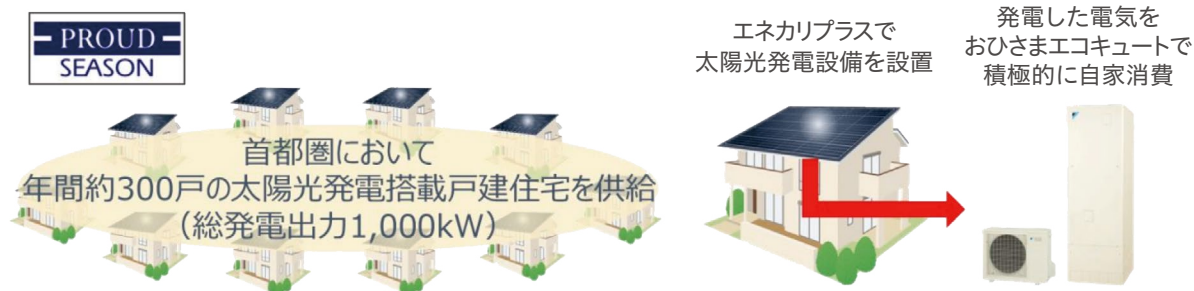 PROUD
SEASON
首都圏において
年間約300戸の太陽光発電搭載戸建住宅を供給
（総発電出力1,000kW）
エネカリプラスで
太陽光発電設備を設置
発電した電気を
おひさまエコキュートで
積極的に自家消費